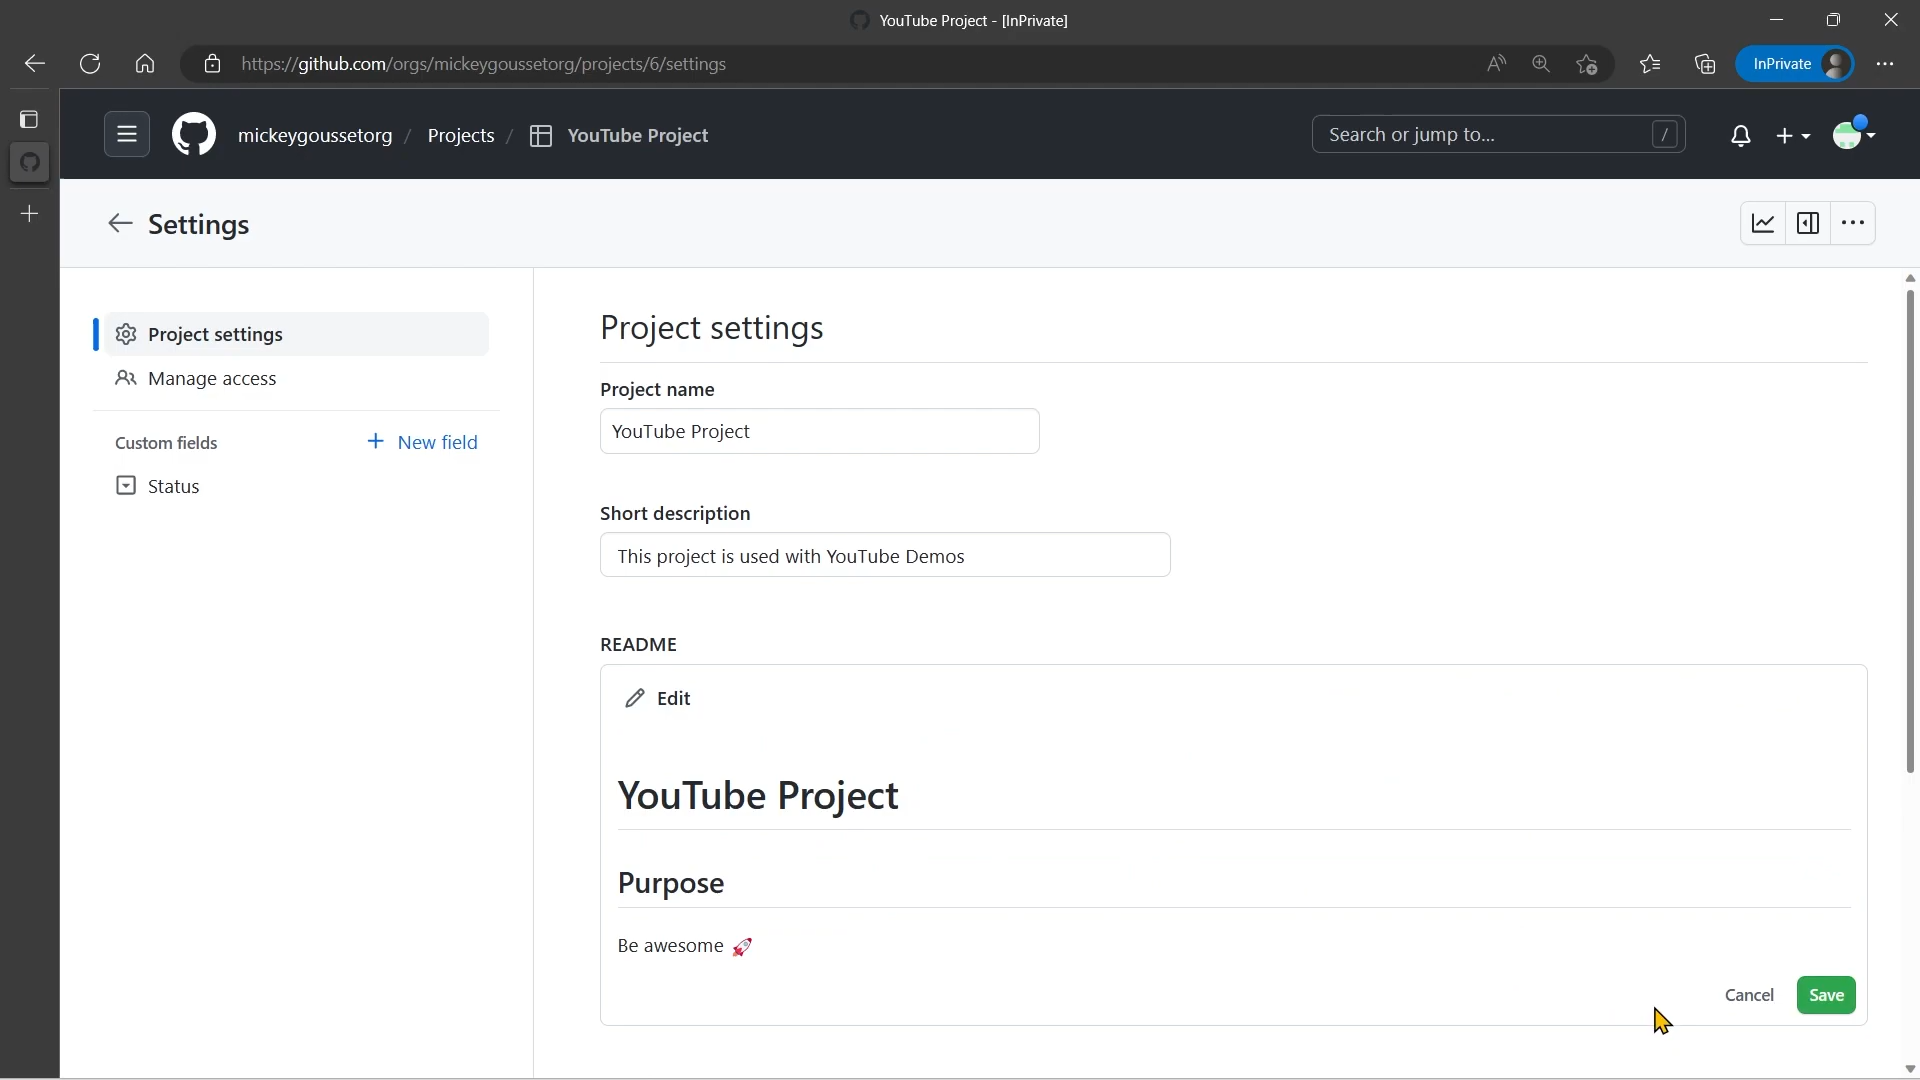 YouTube Project - [InPrivate]
https://github.com/orgs/mickeygoussetorg/projects/6/settings
InPrivate
mickeygoussetorg / Projects / YouTube Project
Search or jump to... /
Settings
Project settings
Manage access
Custom fields
New field
Status
Project settings
Project name
YouTube Project
Short description
This project is used with YouTube Demos
README
Edit
YouTube Project
Purpose
Be awesome 🚀
Cancel
Save